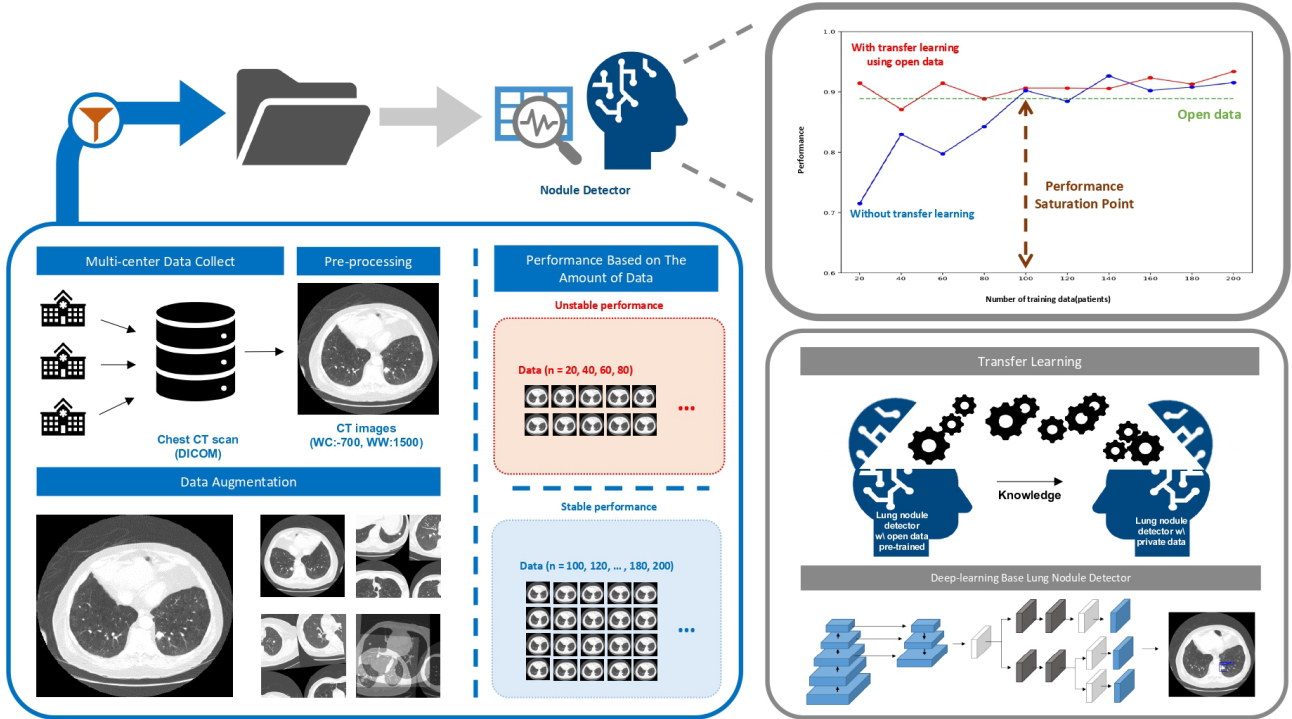 Nodule Detector
Multi-center Data Collect
Pre-processing
Chest CT scan
(DICOM)
CT images
(WC:-700, WW:1500)
Data Augmentation
Performance Based on The
Amount of Data
Unstable performance
Data (n = 20, 40, 60, 80)
...
Stable performance
Data (n = 100, 120, ... , 180, 200)
...
1.0
0.9
0.8
0.7
0.6
Performance
With transfer learning
using open data
Open data
Without transfer learning
Performance
Saturation Point
20 40 60 80 100 120 140 160 180 200
Number of training data(patients)
Transfer Learning
Knowledge
Lung nodule
detector
w\ open data
pre-trained
Lung nodule
detector w\
private data
Deep-learning Base Lung Nodule Detector